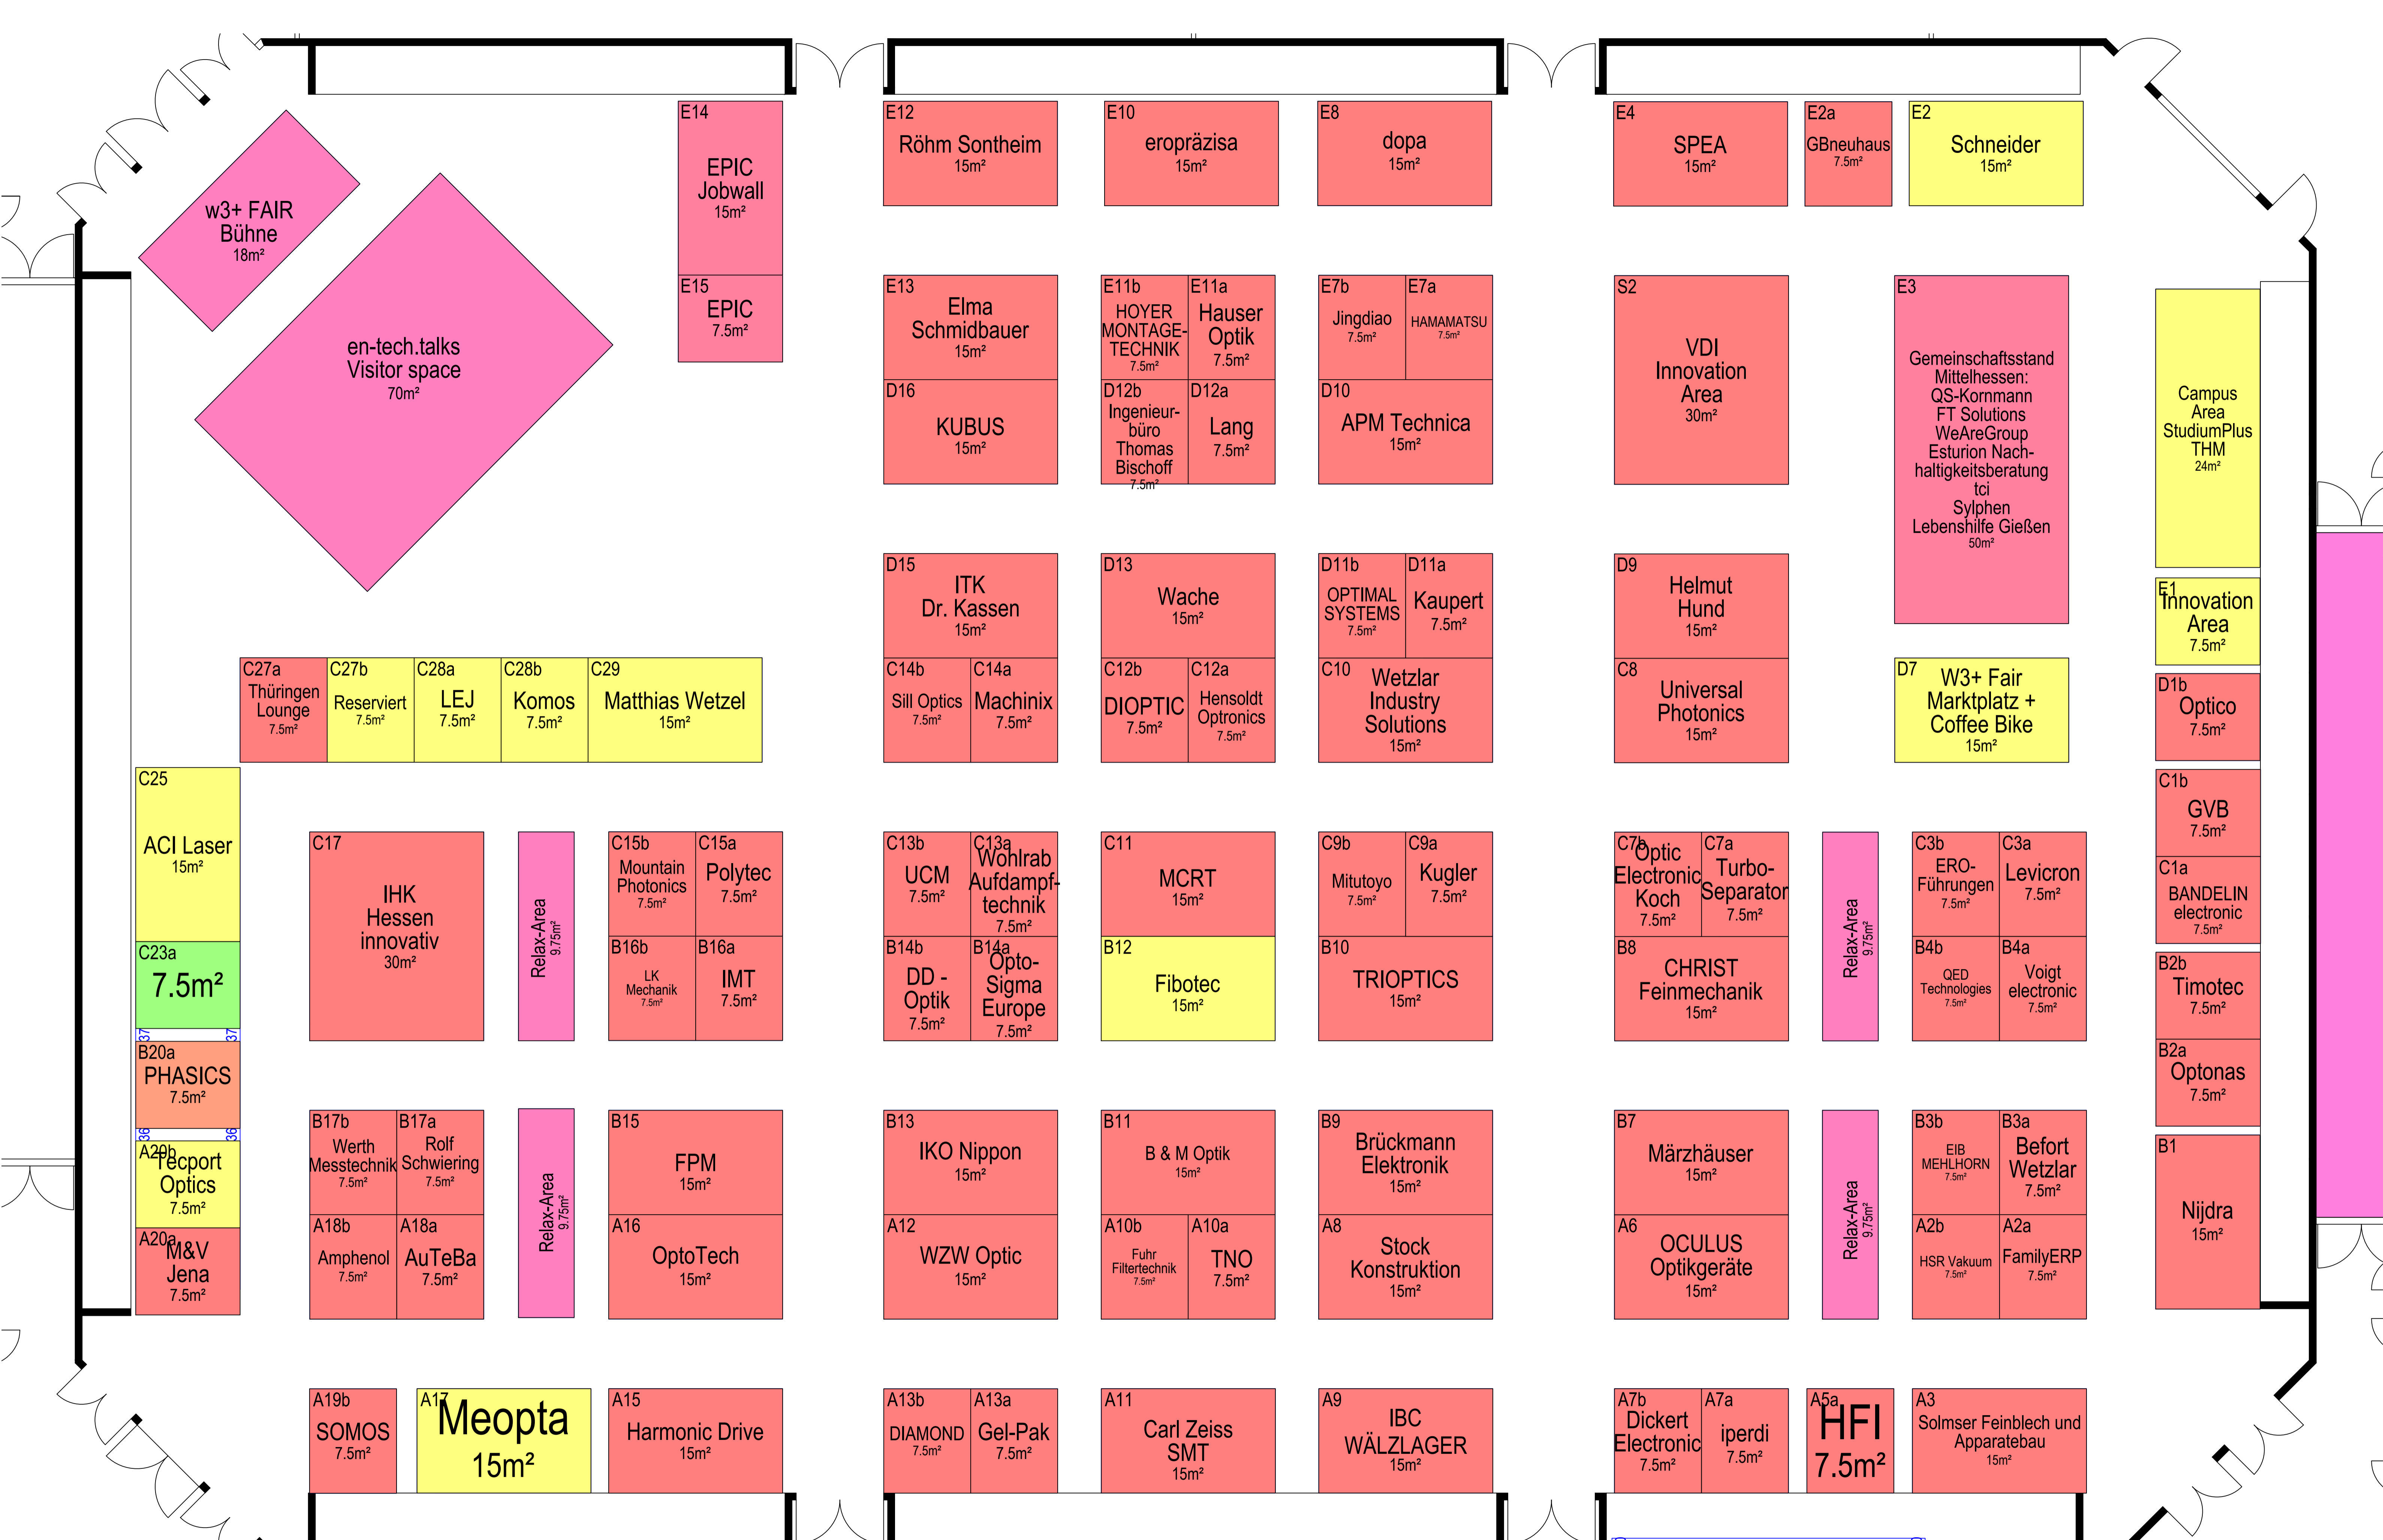 E14
EPIC
Jobwall
15m²
E12
Röhm Sontheim
15m²
E10
eropräzisa
15m²
E8
dopa
15m²
E4
SPEA
15m²
E2a
GBneuhaus
7.5m²
E2
Schneider
15m²
w3+ FAIR
Bühne
18m²
en-tech.talks
Visitor space
70m²
E15
EPIC
7.5m²
E13
Elma
Schmidbauer
15m²
E11b
HOYER
MONTAGE-
TECHNIK
7.5m²
E11a
Hauser
Optik
7.5m²
E7b
Jingdiao
7.5m²
E7a
HAMAMATSU
7.5m²
S2
VDI
Innovation
Area
30m²
E3
Gemeinschaftsstand
Mittelhessen:
QS-Kornmann
FT Solutions
WeAreGroup
Esturion Nach-
haltigkeitsberatung
tci
Sylphen
Lebenshilfe Gießen
50m²
Campus
Area
StudiumPlus
THM
24m²
D16
KUBUS
15m²
D12b
Ingenieur-
büro
Thomas
Bischoff
7.5m²
D12a
Lang
7.5m²
D10
APM Technica
15m²
D15
ITK
Dr. Kassen
15m²
D13
Wache
15m²
D11b
OPTIMAL
SYSTEMS
7.5m²
D11a
Kaupert
7.5m²
D9
Helmut
Hund
15m²
E1
Innovation
Area
7.5m²
C27a
Thüringen
Lounge
7.5m²
C27b
Reserviert
7.5m²
C28a
LEJ
7.5m²
C28b
Komos
7.5m²
C29
Matthias Wetzel
15m²
C14b
Sill Optics
7.5m²
C14a
Machinix
7.5m²
C12b
DIOPTIC
7.5m²
C12a
Hensoldt
Optronics
7.5m²
C10
Wetzlar
Industry
Solutions
15m²
C8
Universal
Photonics
15m²
D7
W3+ Fair
Marktplatz +
Coffee Bike
15m²
D1b
Optico
7.5m²
C25
ACI Laser
15m²
C17
IHK
Hessen
innovativ
30m²
Relax-Area
9.75m²
C15b
Mountain
Photonics
7.5m²
C15a
Polytec
7.5m²
C13b
UCM
7.5m²
C13a
Wohlrab
Aufdampf-
technik
7.5m²
C11
MCRT
15m²
C9b
Mitutoyo
7.5m²
C9a
Kugler
7.5m²
C7b
Optic
Electronic
Koch
7.5m²
C7a
Turbo-
Separator
7.5m²
Relax-Area
9.75m²
C3b
ERO-
Führungen
7.5m²
C3a
Levicron
7.5m²
C1b
GVB
7.5m²
C1a
BANDELIN
electronic
7.5m²
C23a
7.5m²
37
37
B16b
LK
Mechanik
7.5m²
B16a
IMT
7.5m²
B14b
DD -
Optik
7.5m²
B14a
Opto-
Sigma
Europe
7.5m²
B12
Fibotec
15m²
B10
TRIOPTICS
15m²
B8
CHRIST
Feinmechanik
15m²
B4b
QED
Technologies
7.5m²
B4a
Voigt
electronic
7.5m²
B2b
Timotec
7.5m²
B20a
PHASICS
7.5m²
36
36
B2a
Optonas
7.5m²
A20b
Tecport
Optics
7.5m²
B17b
Werth
Messtechnik
7.5m²
B17a
Rolf
Schwiering
7.5m²
Relax-Area
9.75m²
B15
FPM
15m²
B13
IKO Nippon
15m²
B11
B & M Optik
15m²
B9
Brückmann
Elektronik
15m²
B7
Märzhäuser
15m²
Relax-Area
9.75m²
B3b
EIB
MEHLHORN
7.5m²
B3a
Befort
Wetzlar
7.5m²
B1
Nijdra
15m²
A20a
M&V
Jena
7.5m²
A18b
Amphenol
7.5m²
A18a
AuTeBa
7.5m²
A16
OptoTech
15m²
A12
WZW Optic
15m²
A10b
Fuhr
Filtertechnik
7.5m²
A10a
TNO
7.5m²
A8
Stock
Konstruktion
15m²
A6
OCULUS
Optikgeräte
15m²
A2b
HSR Vakuum
7.5m²
A2a
FamilyERP
7.5m²
A19b
SOMOS
7.5m²
A17
Meopta
15m²
A15
Harmonic Drive
15m²
A13b
DIAMOND
7.5m²
A13a
Gel-Pak
7.5m²
A11
Carl Zeiss
SMT
15m²
A9
IBC
WÄLZLAGER
15m²
A7b
Dickert
Electronic
7.5m²
A7a
iperdi
7.5m²
A5a
HFI
7.5m²
A3
Solmser Feinblech und
Apparatebau
15m²